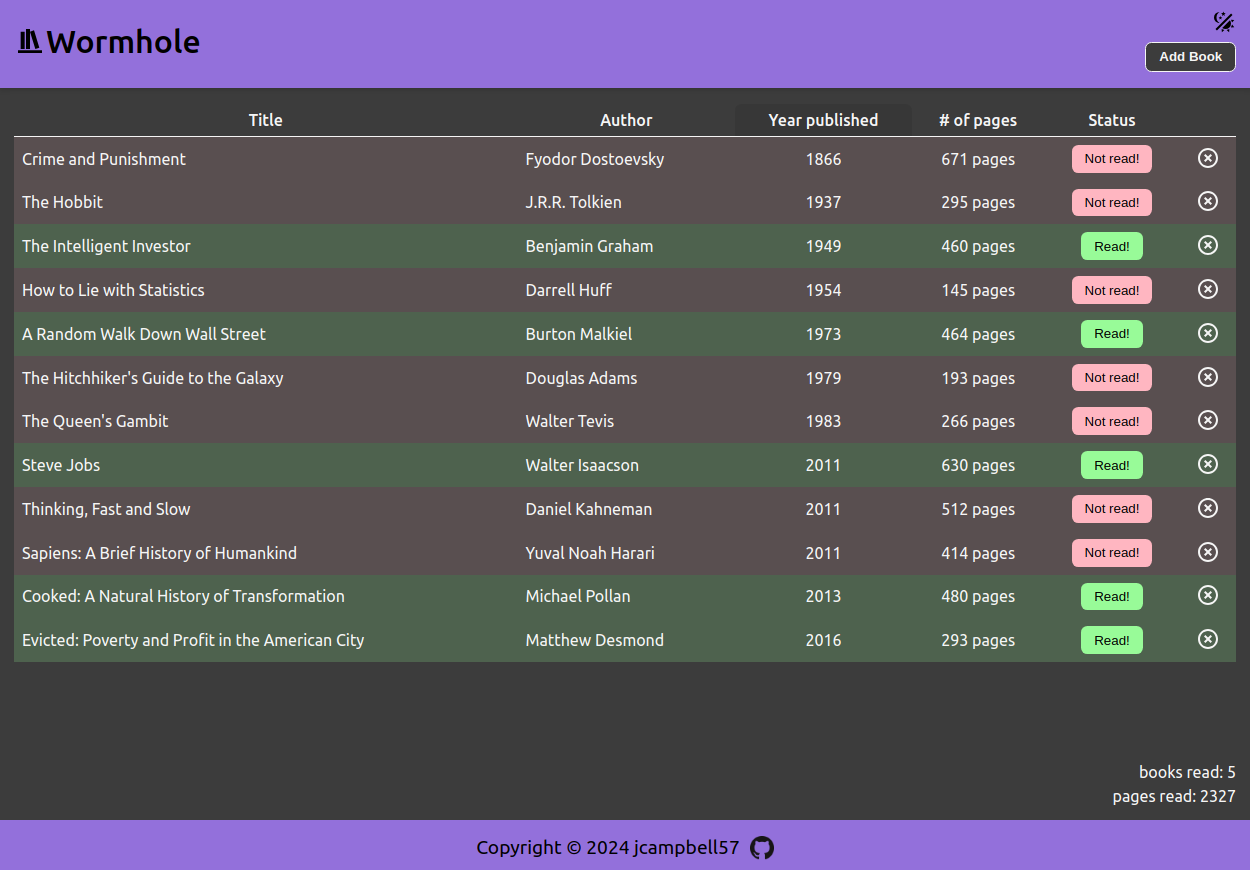 Wormhole
Add Book
Title Author Year published # of pages Status
Crime and Punishment Fyodor Dostoevsky 1866 671 pages Not read!
The Hobbit J.R.R. Tolkien 1937 295 pages Not read!
The Intelligent Investor Benjamin Graham 1949 460 pages Read!
How to Lie with Statistics Darrell Huff 1954 145 pages Not read!
A Random Walk Down Wall Street Burton Malkiel 1973 464 pages Read!
The Hitchhiker's Guide to the Galaxy Douglas Adams 1979 193 pages Not read!
The Queen's Gambit Walter Tevis 1983 266 pages Not read!
Steve Jobs Walter Isaacson 2011 630 pages Read!
Thinking, Fast and Slow Daniel Kahneman 2011 512 pages Not read!
Sapiens: A Brief History of Humankind Yuval Noah Harari 2011 414 pages Not read!
Cooked: A Natural History of Transformation Michael Pollan 2013 480 pages Read!
Evicted: Poverty and Profit in the American City Matthew Desmond 2016 293 pages Read!
books read: 5
pages read: 2327
Copyright © 2024 jcampbell57